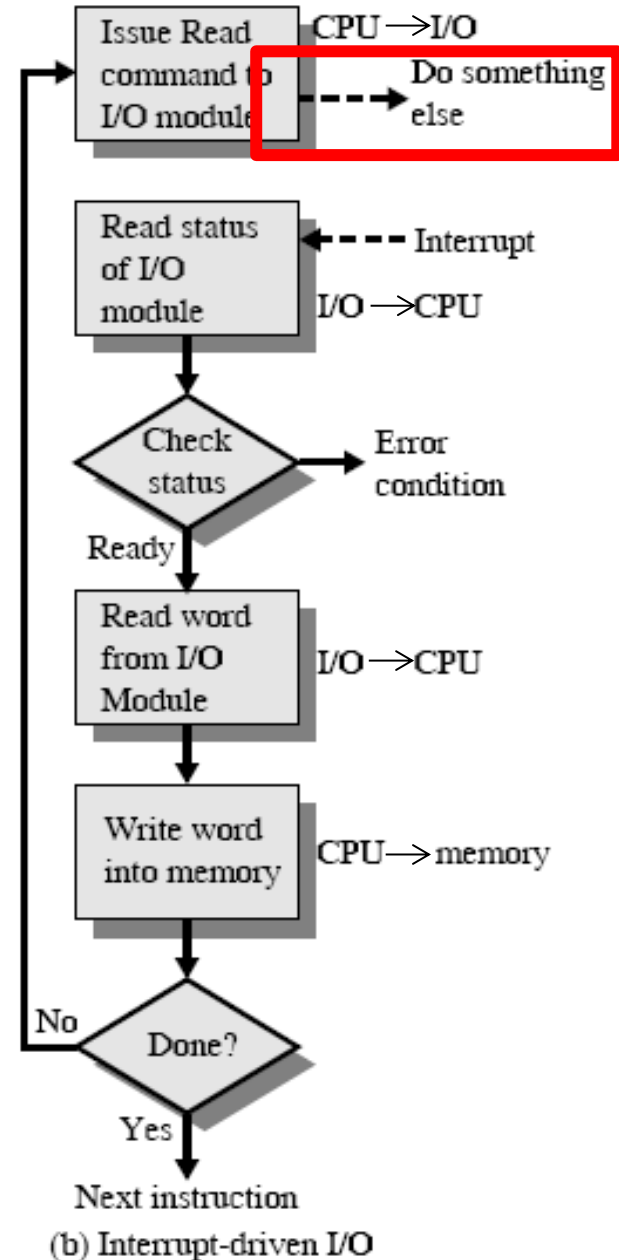 Issue Read
command to
I/O module
CPU → I/O
Do something
else
Read status
of I/O
module
Interrupt
I/O → CPU
Check
status
Error
condition
Ready
Read word
from I/O
Module
I/O → CPU
Write word
into memory
CPU → memory
No
Done?
Yes
Next instruction
(b) Interrupt-driven I/O